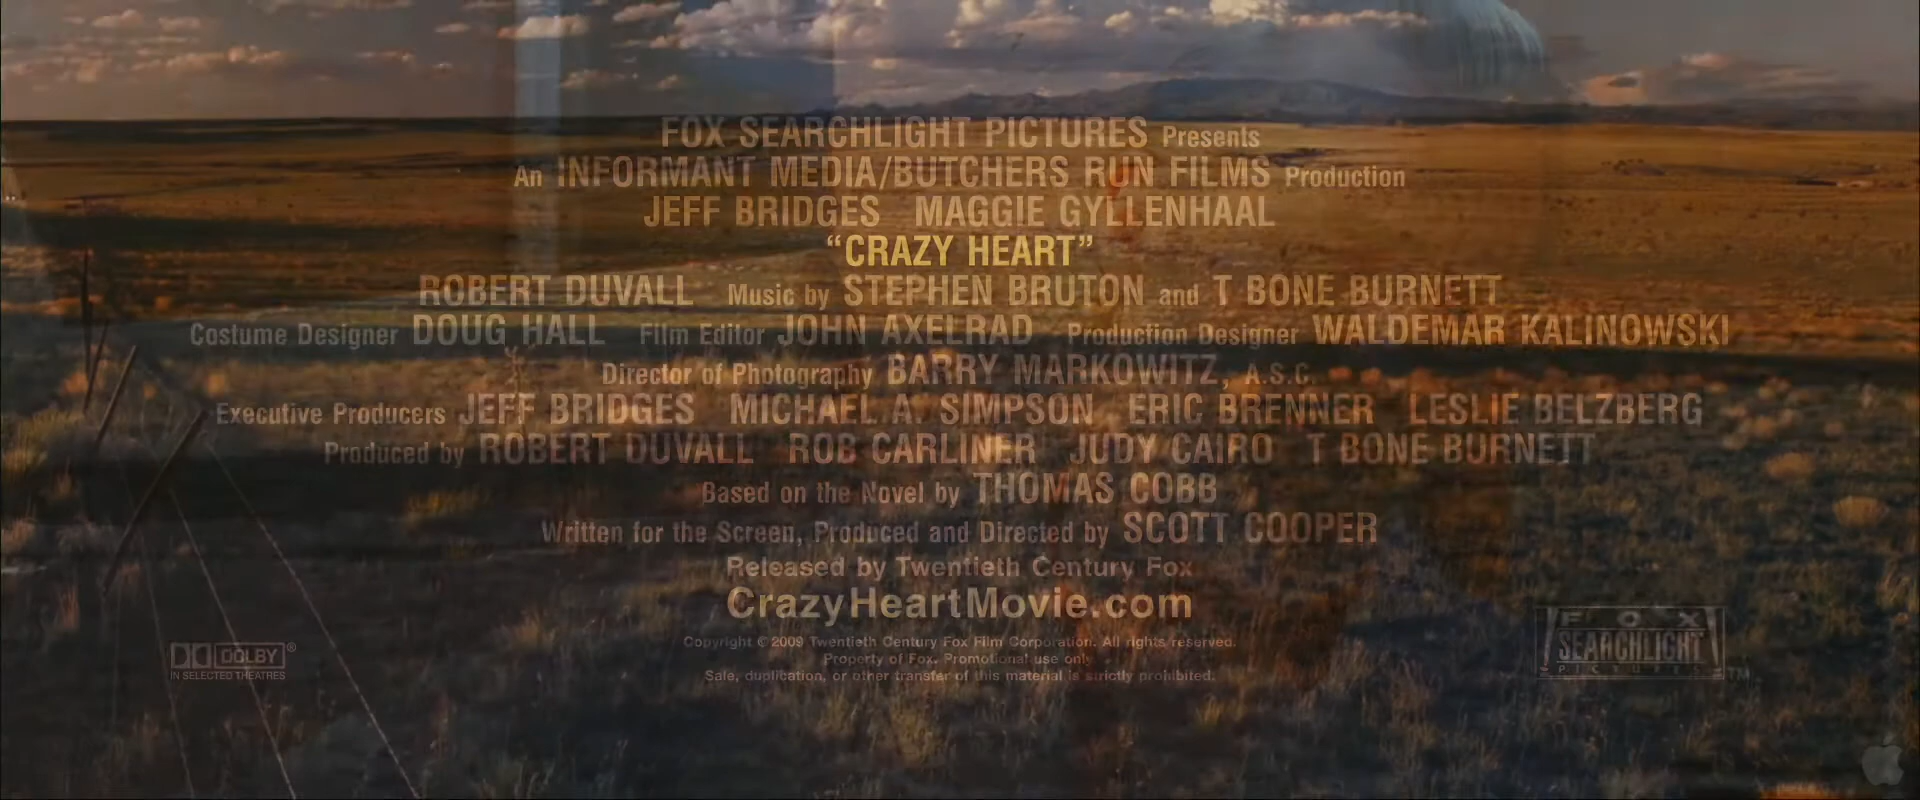 FOX SEARCHLIGHT PICTURES Presents
An INFORMANT MEDIA/BUTCHERS RUN FILMS Production
JEFF BRIDGES MAGGIE GYLLENHAAL
“CRAZY HEART”
ROBERT DUVALL Music by STEPHEN BRUTON and T BONE BURNETT
Costume Designer DOUG HALL Film Editor JOHN AXELRAD Production Designer WALDEMAR KALINOWSKI
Director of Photography BARRY MARKOWITZ, A.S.C.
Executive Producers JEFF BRIDGES MICHAEL A. SIMPSON ERIC BRENNER LESLIE BELZBERG
Produced by ROBERT DUVALL ROB CARLINER JUDY CAIRO T BONE BURNETT
Based on the Novel by THOMAS COBB
Written for the Screen, Produced and Directed by SCOTT COOPER
Released by Twentieth Century Fox
CrazyHeartMovie.com
Copyright © 2009 Twentieth Century Fox Film Corporation. All rights reserved.
Property of Fox. Promotional use only.
Sale, duplication, or other transfer of this material is strictly prohibited.
DOLBY®
IN SELECTED THEATRES
FOX
SEARCHLIGHT
PICTURES™